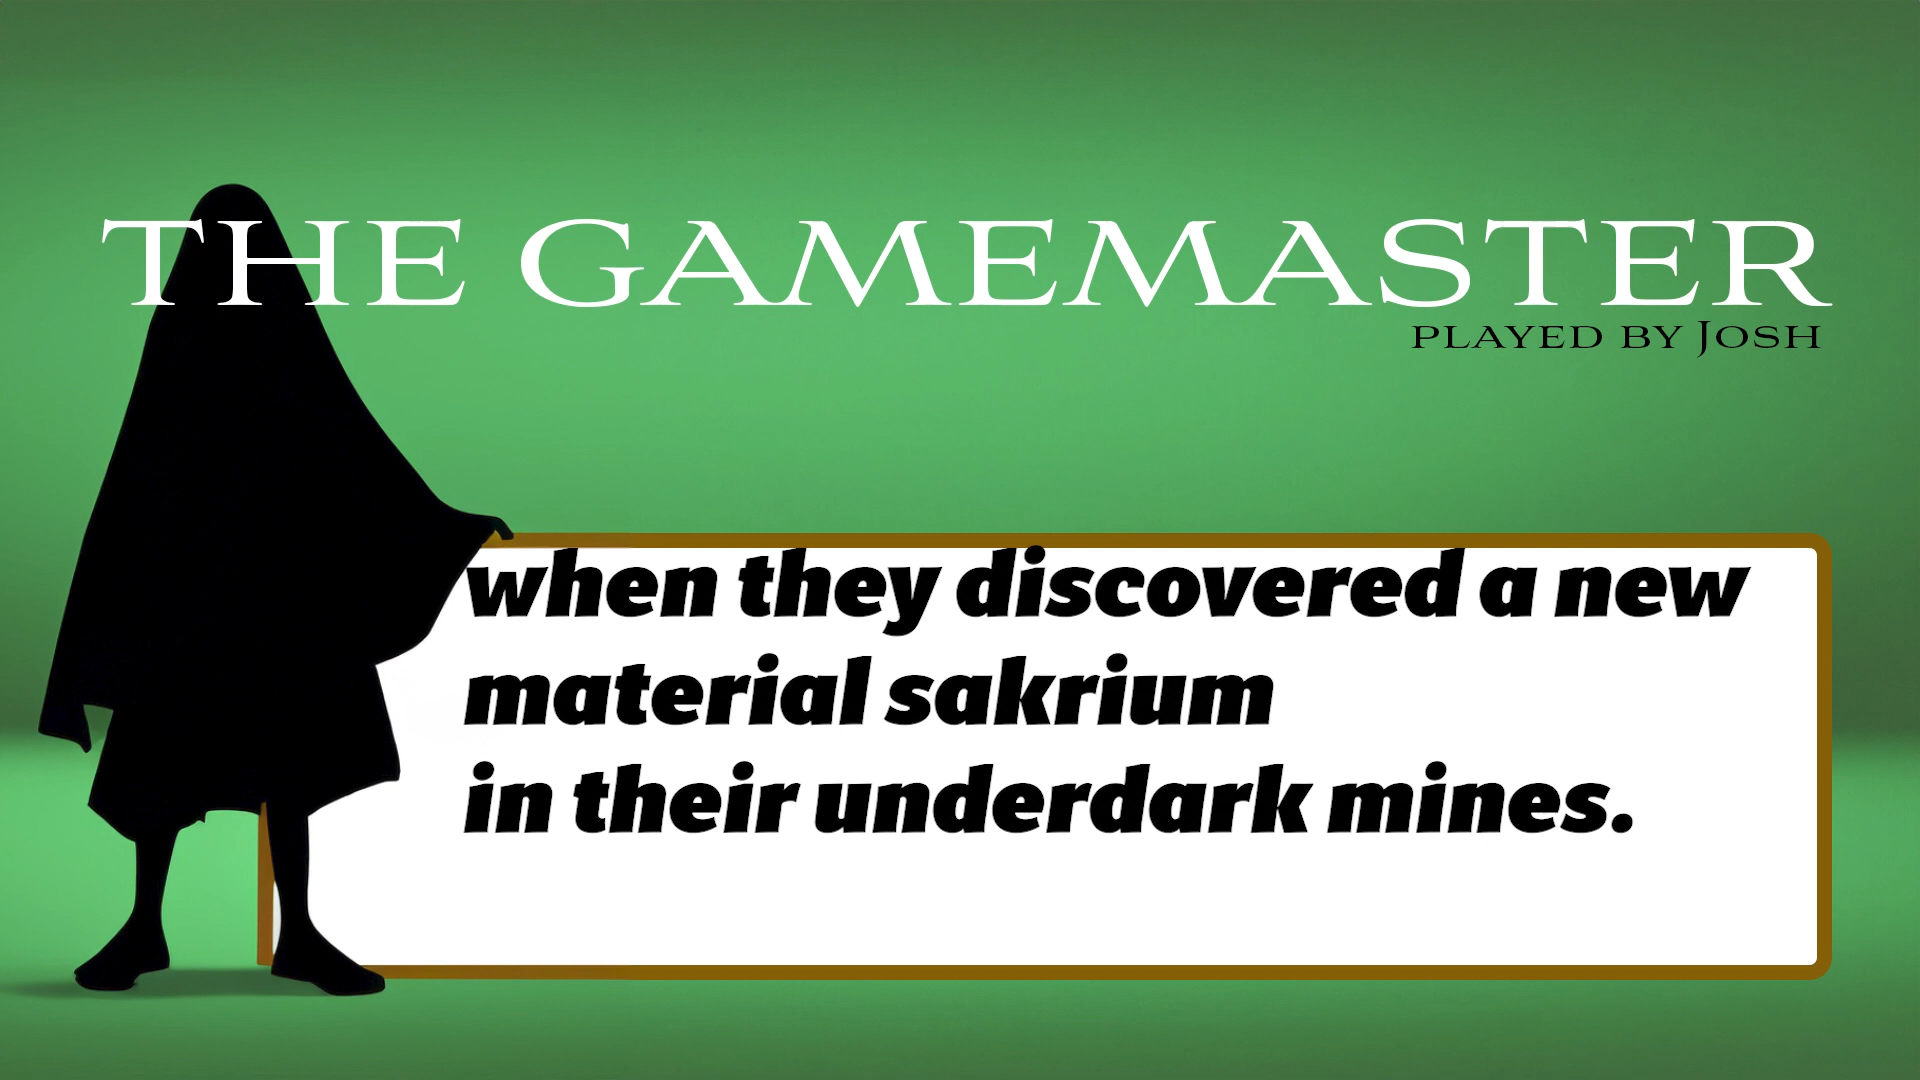 THE GAMEMASTER
PLAYED BY JOSH
when they discovered a new
material sakrium
in their underdark mines.